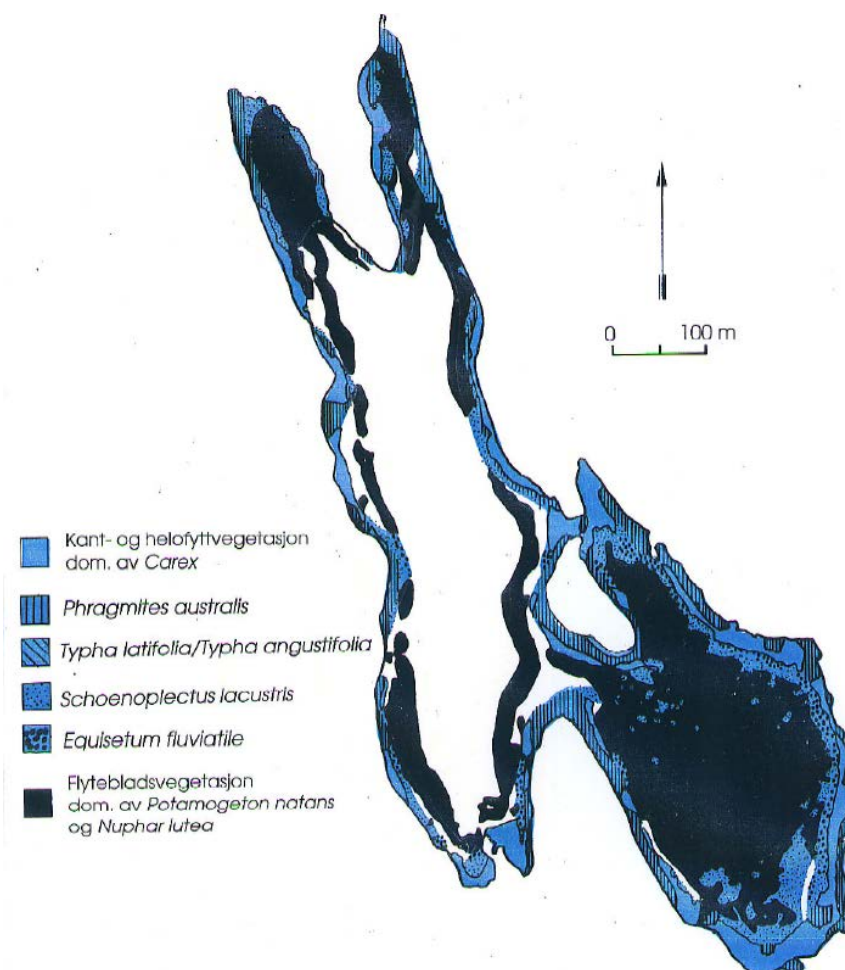 0 100 m
Kant- og helofyttvegetasjon
dom. av Carex
Phragmites australis
Typha latifolia/Typha angustifolia
Schoenoplectus lacustris
Equisetum fluviatile
Flytebladsvegetasjon
dom. av Potamogeton natans
og Nuphar lutea